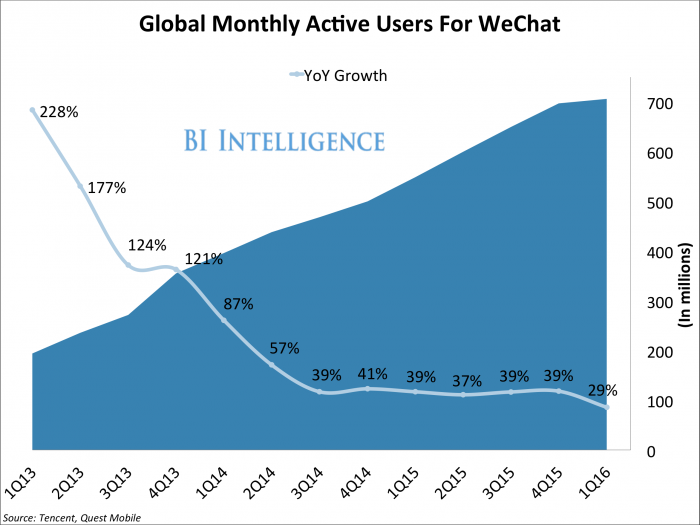 Global Monthly Active Users For WeChat
YoY Growth
BI INTELLIGENCE
228%
177%
124%
121%
87%
57%
39%
41%
39%
37%
39%
39%
29%
700
600
500
400
300
200
100
0
(In millions)
1Q13
2Q13
3Q13
4Q13
1Q14
2Q14
3Q14
4Q14
1Q15
2Q15
3Q15
4Q15
1Q16
Source: Tencent, Quest Mobile